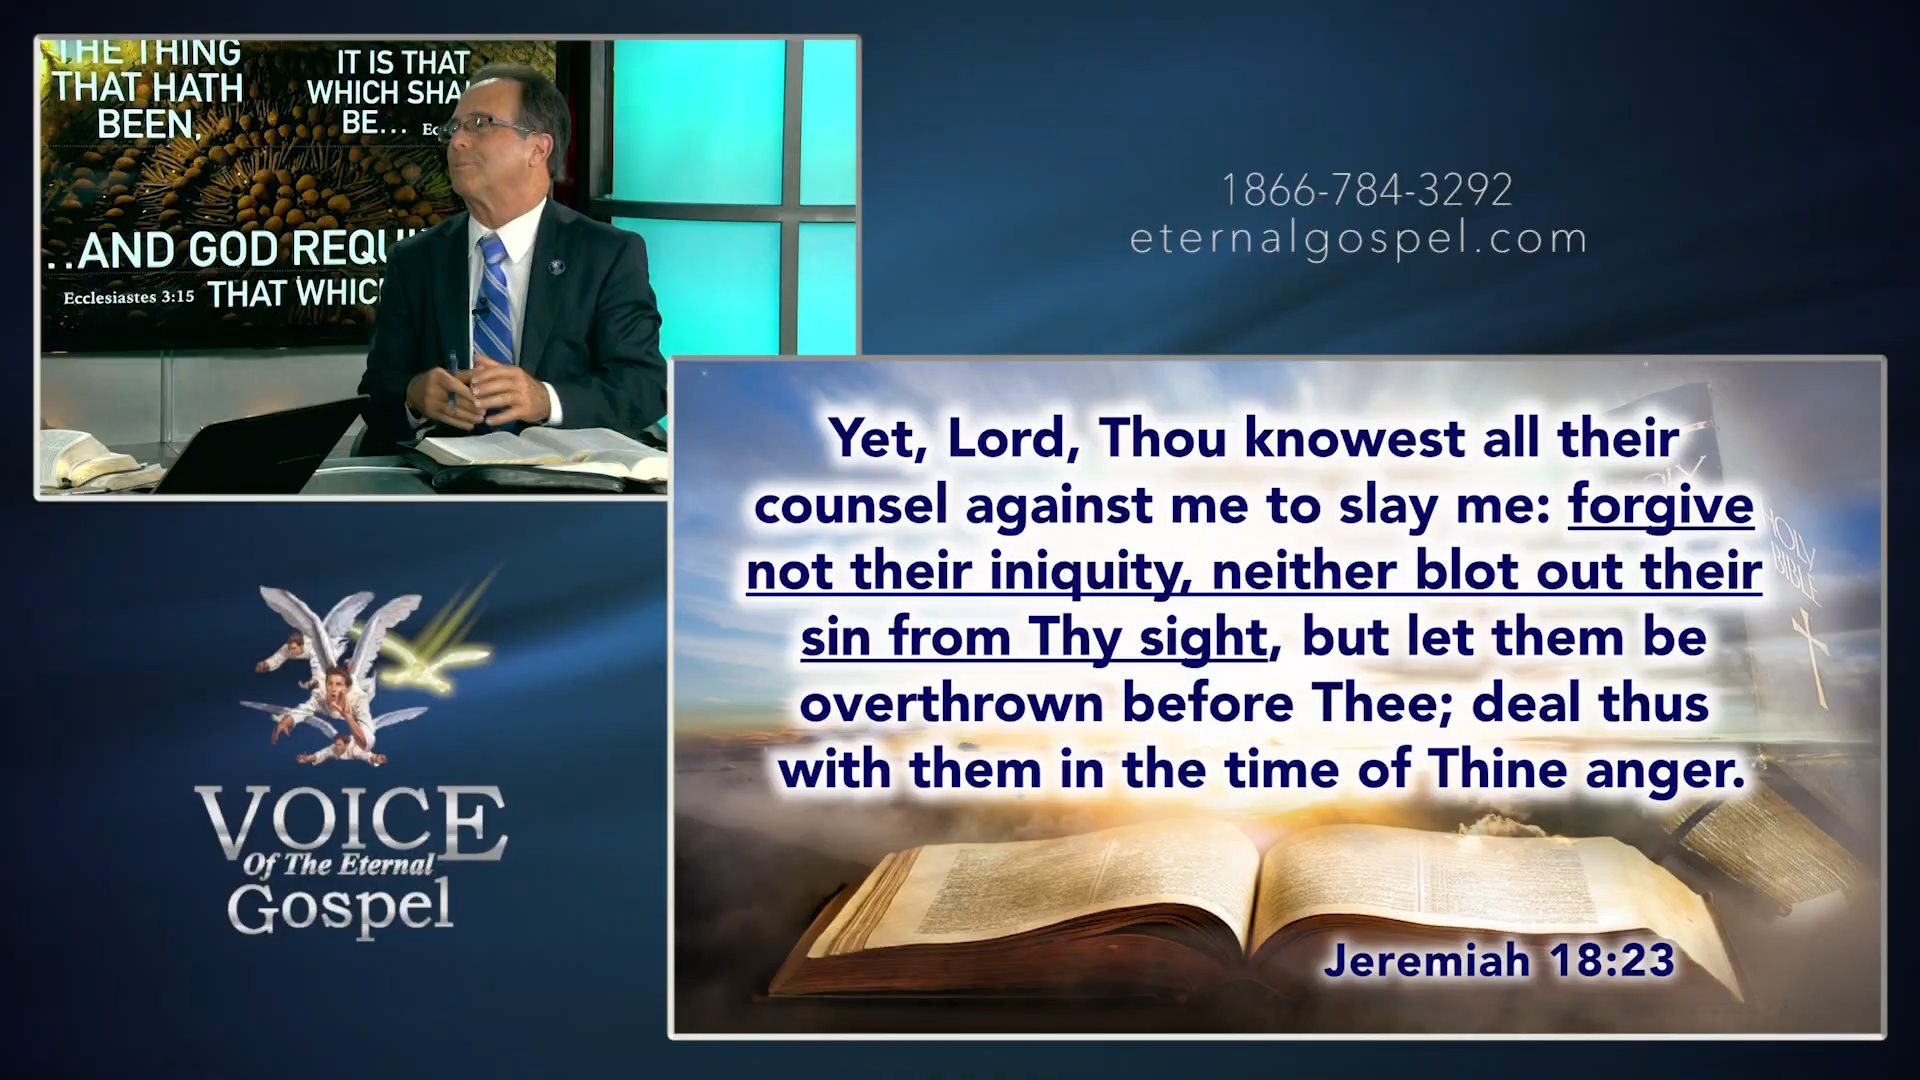 THE THING
THAT HATH
BEEN,
IT IS THAT
WHICH SHA
BE...
..AND GOD REQU
Ecclesiastes 3:15 THAT WHIC
1866-784-3292
eternalgospel.com
Yet, Lord, Thou knowest all their
counsel against me to slay me: forgive
not their iniquity, neither blot out their
sin from Thy sight, but let them be
overthrown before Thee; deal thus
with them in the time of Thine anger.
Jeremiah 18:23
HOLY
BIBLE
VOICE
Of The Eternal
Gospel